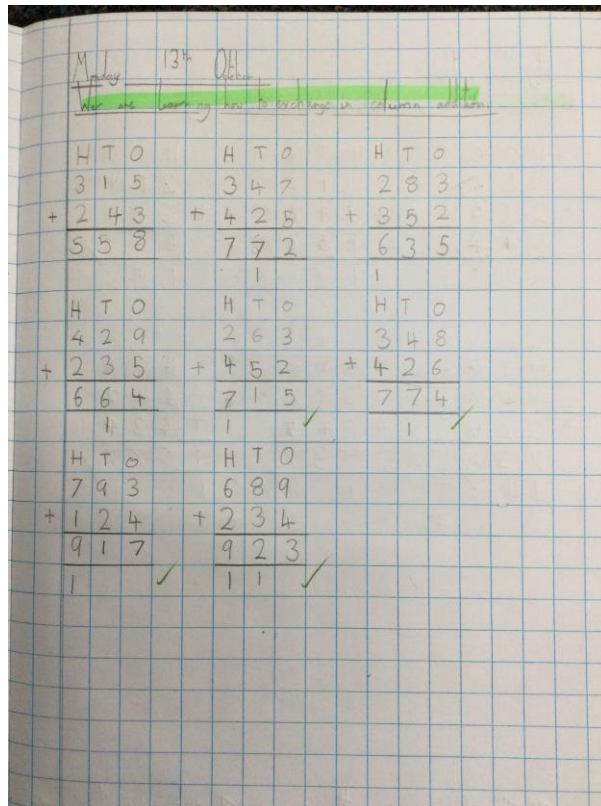 Monday 13th October
We are learning how to exchange in column addition.
H T O H T O H T O
3 1 5 3 4 7 2 8 3
+ 2 4 3 + 4 2 5 + 3 5 2
5 5 8 7 7 2 6 3 5
1 1
H T O H T O H T O
4 2 9 2 6 3 3 4 8
+ 2 3 5 + 4 5 2 + 4 2 6
6 6 4 7 1 5 ✓ 7 7 4 ✓
1 1 1
H T O H T O
7 9 3 6 8 9
+ 1 2 4 + 2 3 4
9 1 7 9 2 3
1 ✓ 1 1 ✓